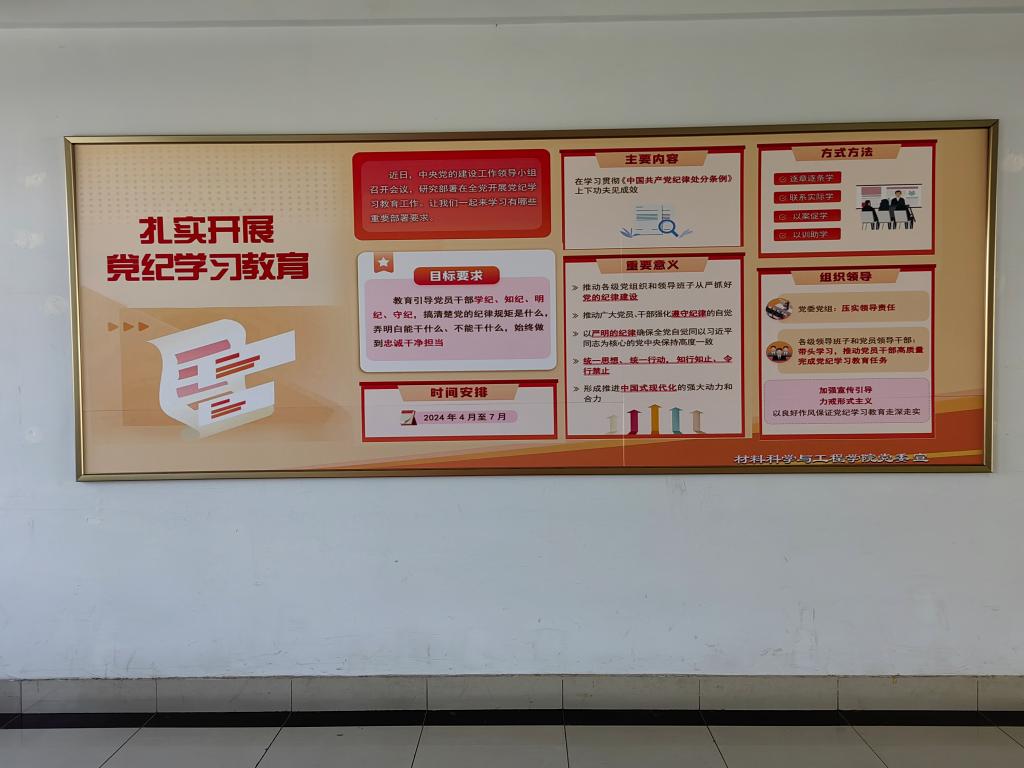 扎实开展
党纪学习教育
近日，中央党的建设工作领导小组
召开会议，研究部署在全党开展党纪学
习教育工作。让我们一起来学习有哪些
重要部署要求。
目标要求
教育引导党员干部学纪、知纪、明
纪、守纪，搞清楚党的纪律规矩是什么，
弄明白能干什么、不能干什么，始终做
到忠诚干净担当
时间安排
2024 年 4 月至 7 月
主要内容
在学习贯彻《中国共产党纪律处分条例》
上下功夫见成效
重要意义
推动各级党组织和领导班子从严抓好
党的纪律建设
推动广大党员、干部强化遵守纪律的自觉
以严明的纪律确保全党自觉同以习近平
同志为核心的党中央保持高度一致
统一思想、统一行动，知行知止、令
行禁止
形成推进中国式现代化的强大动力和
合力
方式方法
逐章逐条学
联系实际学
以案促学
以训助学
组织领导
党委党组：压实领导责任
各级领导班子和党员领导干部：
带头学习，推动党员干部高质量
完成党纪学习教育任务
加强宣传引导
力戒形式主义
以良好作风保证党纪学习教育走深走实
材料科学与工程学院党委宣